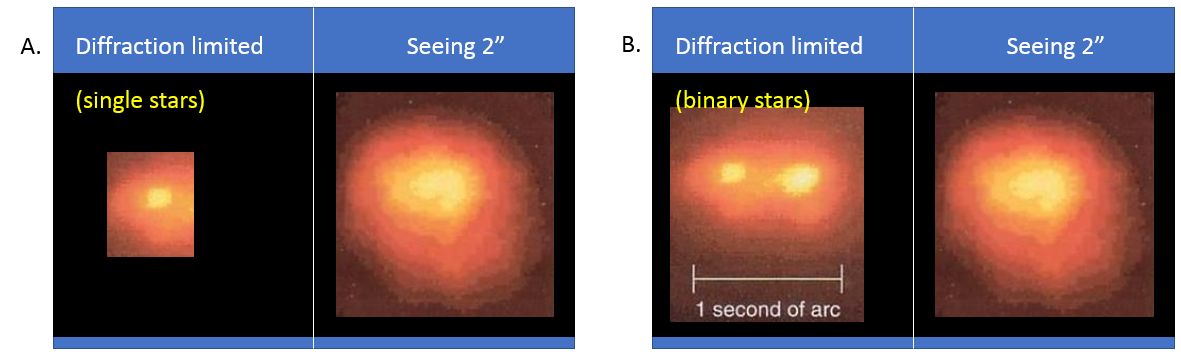 A.
Diffraction limited
Seeing 2”
(single stars)
B.
Diffraction limited
Seeing 2”
(binary stars)
1 second of arc